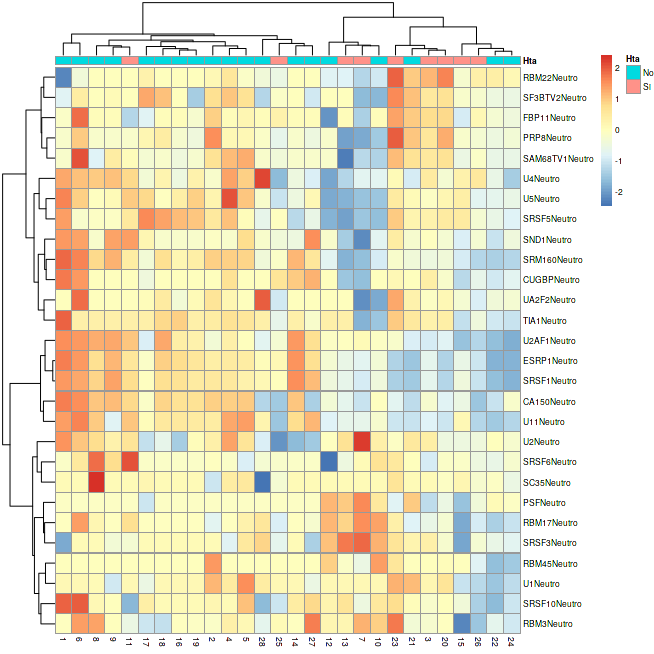 Hta
RBM22Neutro
SF3BTV2Neutro
FBP11Neutro
PRP8Neutro
SAM68TV1Neutro
U4Neutro
U5Neutro
SRSF5Neutro
SND1Neutro
SRM160Neutro
CUGBPNeutro
UA2F2Neutro
TIA1Neutro
U2AF1Neutro
ESRP1Neutro
SRSF1Neutro
CA150Neutro
U11Neutro
U2Neutro
SRSF6Neutro
SC35Neutro
PSFNeutro
RBM17Neutro
SRSF3Neutro
RBM45Neutro
U1Neutro
SRSF10Neutro
RBM3Neutro
1 6 8 9 11 17 18 16 19 2 4 5 28 25 14 27 12 13 7 10 23 21 3 20 15 26 22 24
2
1
0
-1
-2
Hta
No
SI